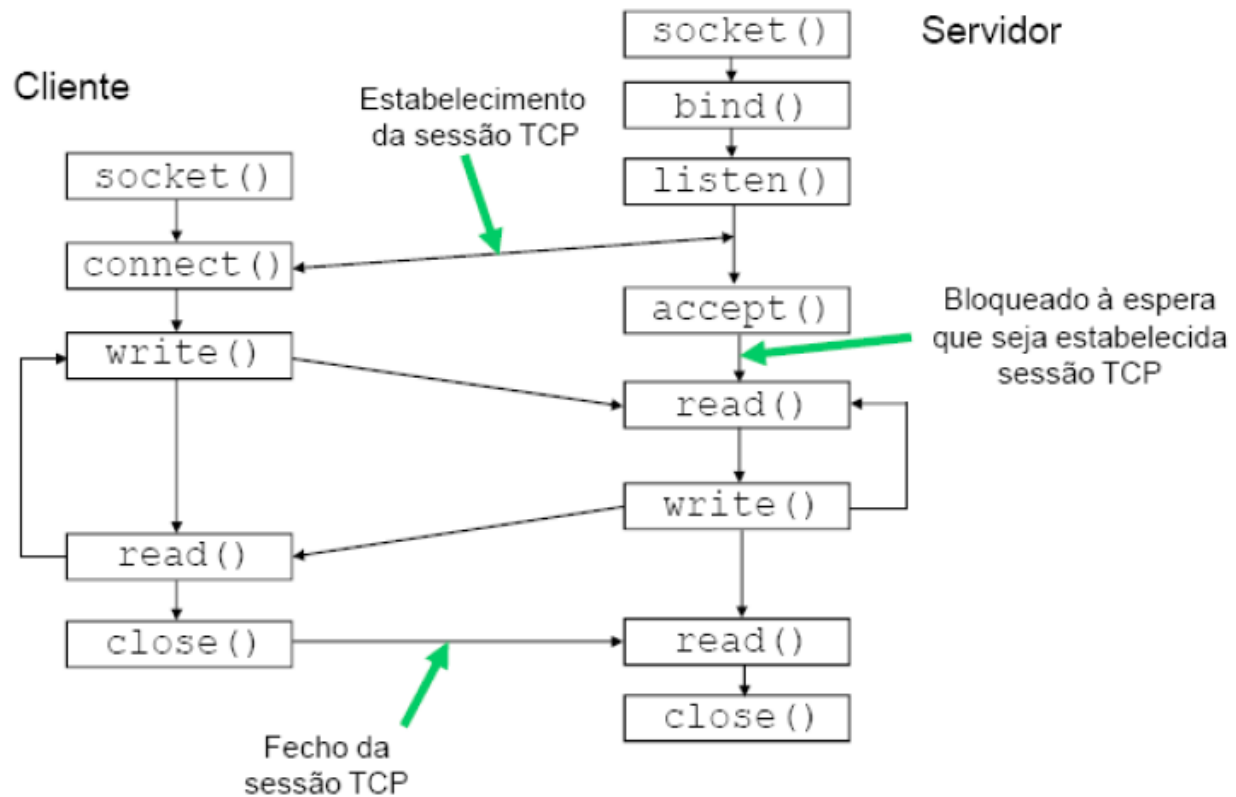 socket()
Servidor
Cliente
bind()
Estabelecimento
da sessão TCP
socket()
listen()
connect()
accept()
Bloqueado à espera
que seja estabelecida
sessão TCP
write()
read()
write()
read()
close()
read()
close()
Fecho da
sessão TCP